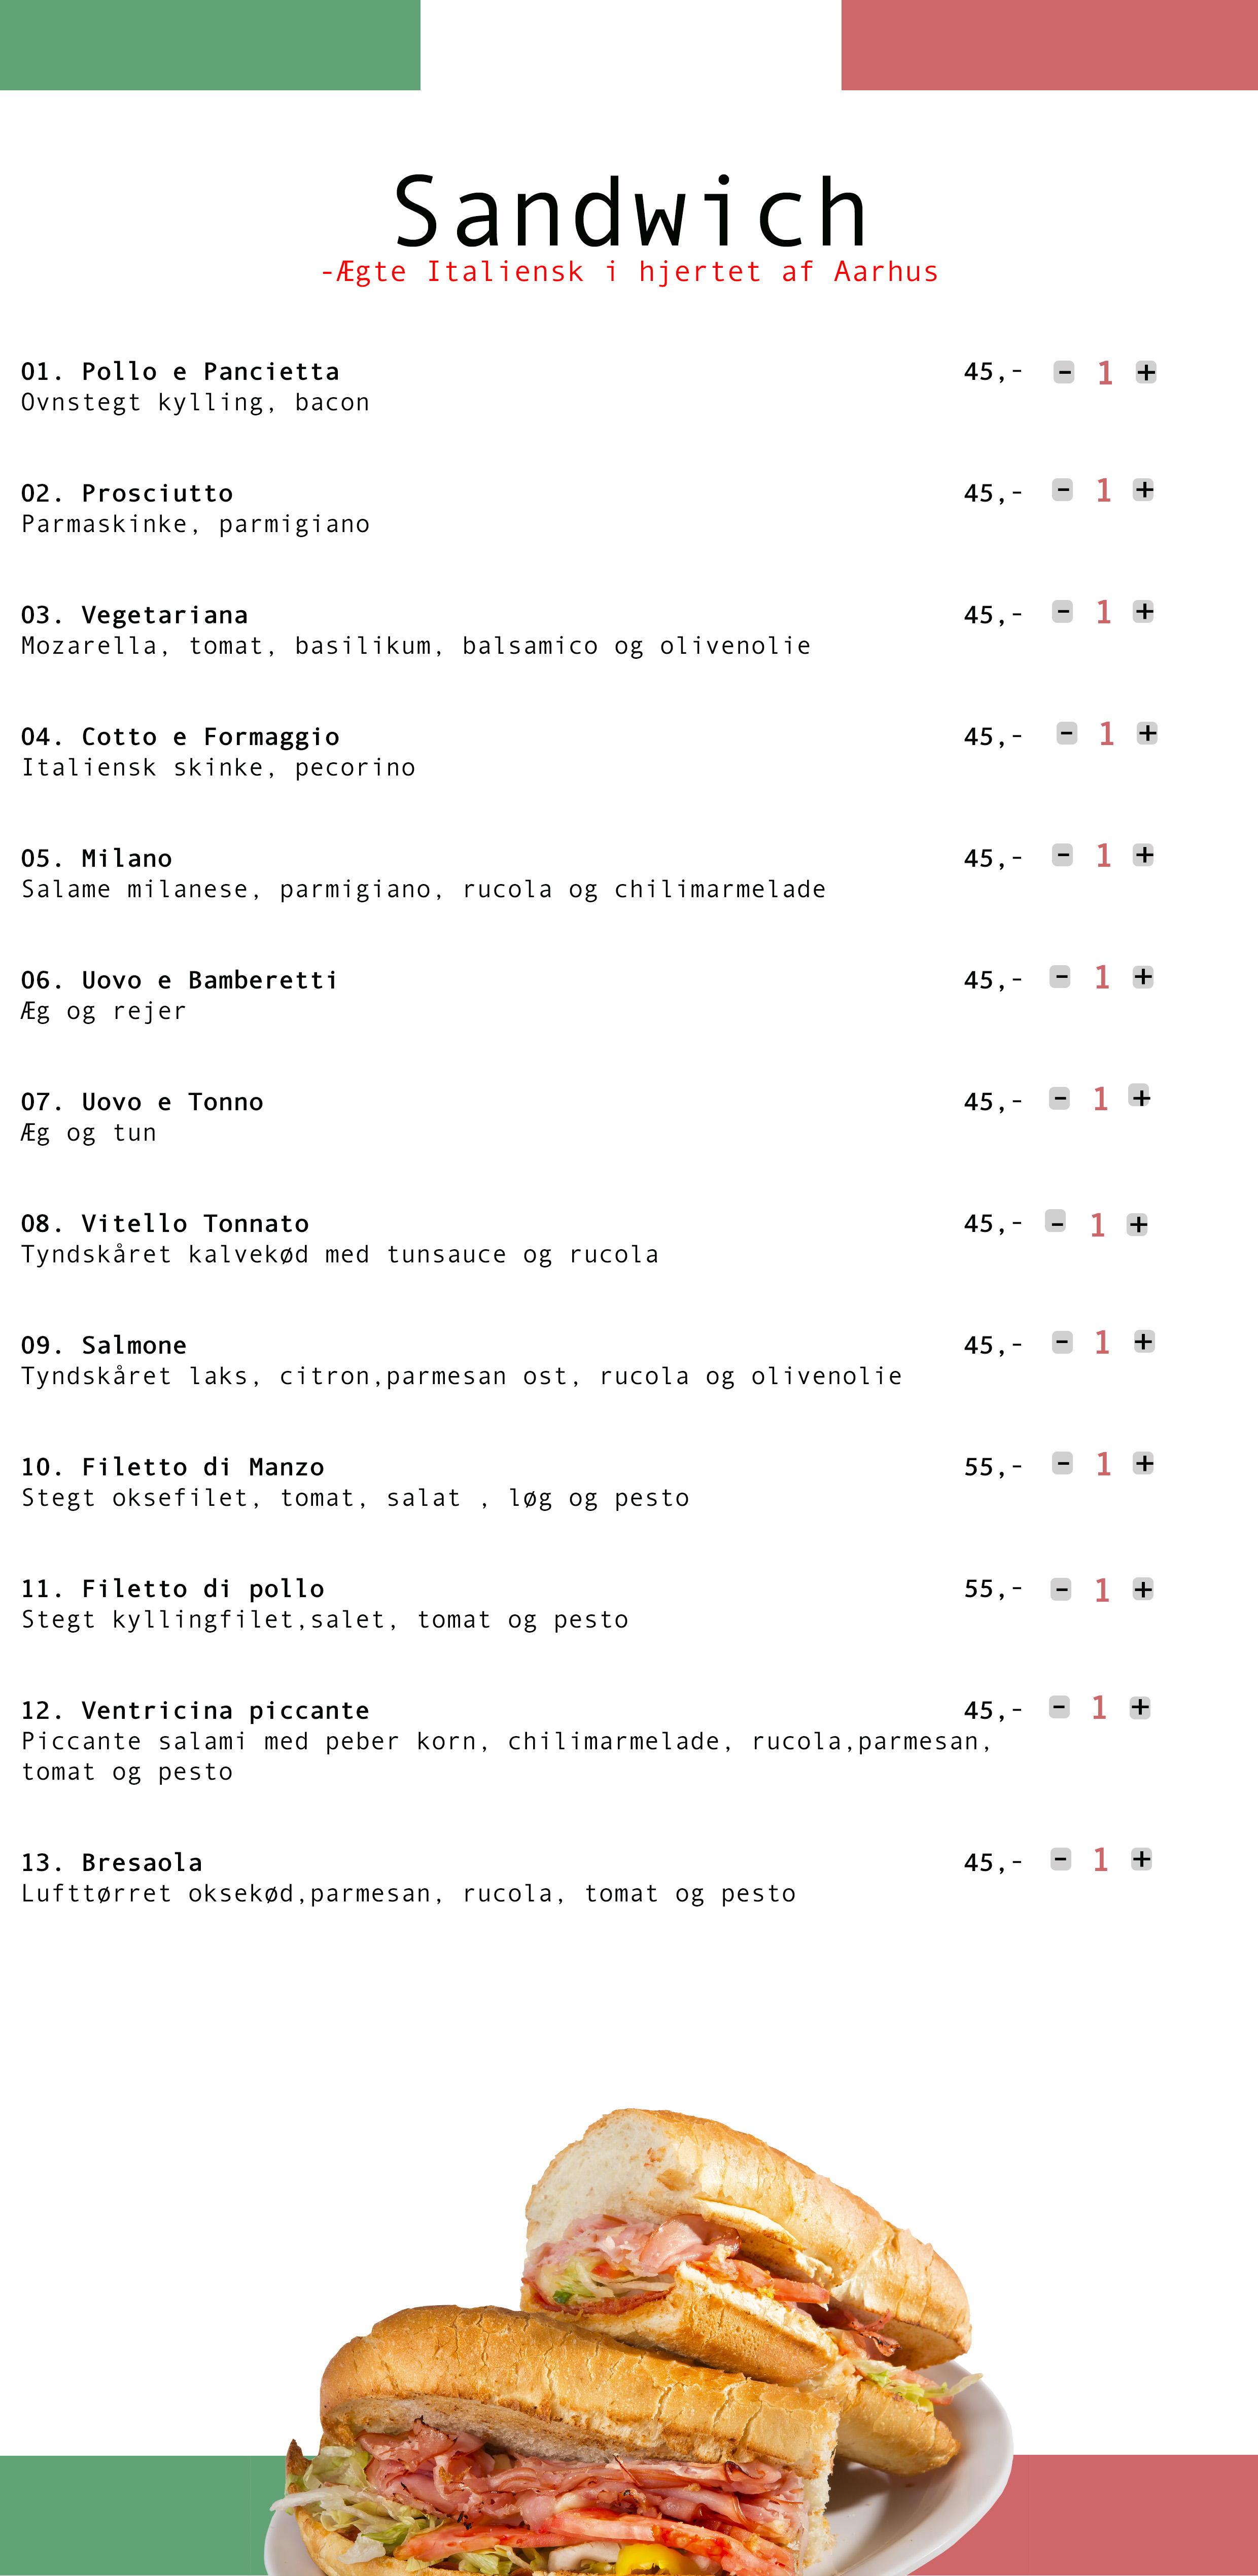 Sandwich
-Ægte Italiensk i hjertet af Aarhus
01. Pollo e Pancietta 45,- - 1 +
Ovnstegt kylling, bacon
02. Prosciutto 45,- - 1 +
Parmaskinke, parmigiano
03. Vegetariana 45,- - 1 +
Mozarella, tomat, basilikum, balsamico og olivenolie
04. Cotto e Formaggio 45,- - 1 +
Italiensk skinke, pecorino
05. Milano 45,- - 1 +
Salame milanese, parmigiano, rucola og chilimarmelade
06. Uovo e Bamberetti 45,- - 1 +
Æg og rejer
07. Uovo e Tonno 45,- - 1 +
Æg og tun
08. Vitello Tonnato 45,- - 1 +
Tyndskåret kalvekød med tunsauce og rucola
09. Salmone 45,- - 1 +
Tyndskåret laks, citron,parmesan ost, rucola og olivenolie
10. Filetto di Manzo 55,- - 1 +
Stegt oksefilet, tomat, salat , løg og pesto
11. Filetto di pollo 55,- - 1 +
Stegt kyllingfilet,salet, tomat og pesto
12. Ventricina piccante 45,- - 1 +
Piccante salami med peber korn, chilimarmelade, rucola,parmesan,
tomat og pesto
13. Bresaola 45,- - 1 +
Lufttørret oksekød,parmesan, rucola, tomat og pesto